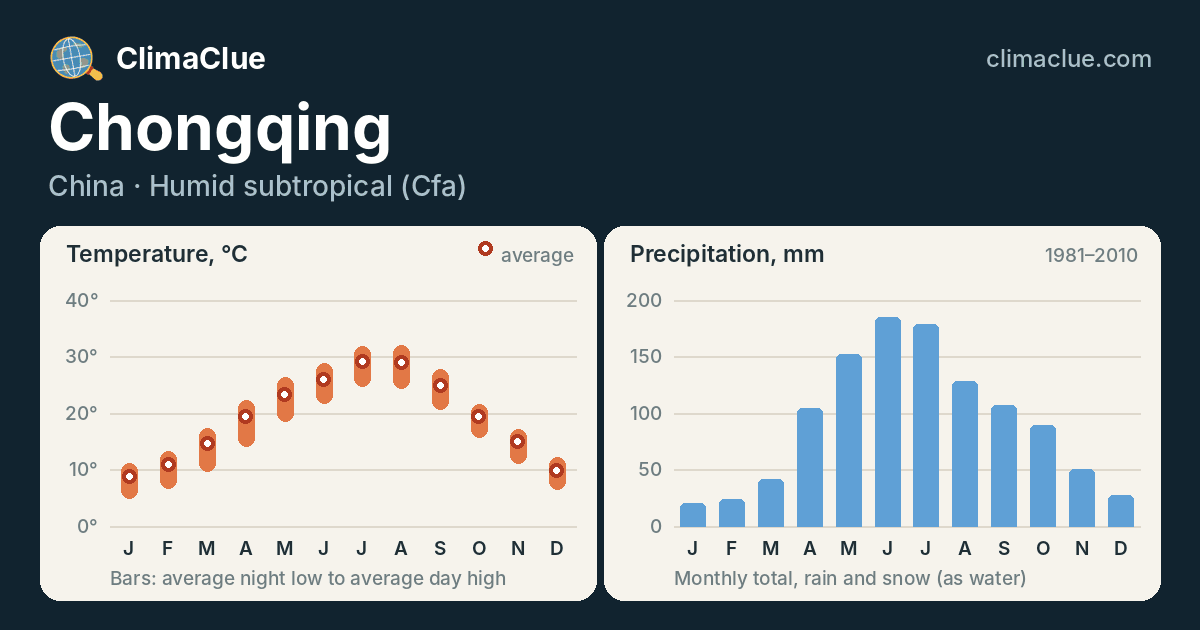 ClimaClue
climaclue.com
Chongqing
China · Humid subtropical (Cfa)
Temperature, °C
average
40°
30°
20°
10°
0°
J F M A M J J A S O N D
Bars: average night low to average day high
Precipitation, mm
1981–2010
200
150
100
50
0
J F M A M J J A S O N D
Monthly total, rain and snow (as water)